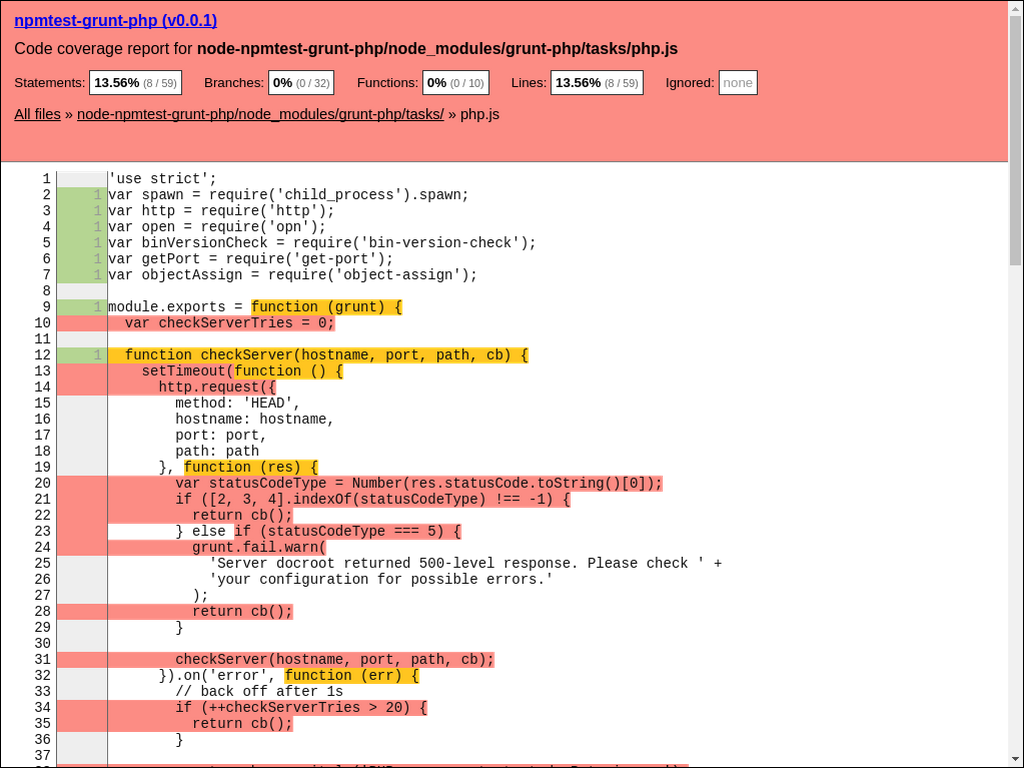 npmtest-grunt-php (v0.0.1)
Code coverage report for node-npmtest-grunt-php/node_modules/grunt-php/tasks/php.js
Statements: 13.56% (8 / 59) Branches: 0% (0 / 32) Functions: 0% (0 / 10) Lines: 13.56% (8 / 59) Ignored: none
All files » node-npmtest-grunt-php/node_modules/grunt-php/tasks/ » php.js
1 'use strict';
2 1 var spawn = require('child_process').spawn;
3 1 var http = require('http');
4 1 var open = require('opn');
5 1 var binVersionCheck = require('bin-version-check');
6 1 var getPort = require('get-port');
7 1 var objectAssign = require('object-assign');
8
9 1 module.exports = function (grunt) {
10 var checkServerTries = 0;
11
12 1 function checkServer(hostname, port, path, cb) {
13 setTimeout(function () {
14 http.request({
15 method: 'HEAD',
16 hostname: hostname,
17 port: port,
18 path: path
19 }, function (res) {
20 var statusCodeType = Number(res.statusCode.toString()[0]);
21 if ([2, 3, 4].indexOf(statusCodeType) !== -1) {
22 return cb();
23 } else if (statusCodeType === 5) {
24 grunt.fail.warn(
25 'Server docroot returned 500-level response. Please check ' +
26 'your configuration for possible errors.'
27 );
28 return cb();
29 }
30
31 checkServer(hostname, port, path, cb);
32 }).on('error', function (err) {
33 // back off after 1s
34 if (++checkServerTries > 20) {
35 return cb();
36 }
37